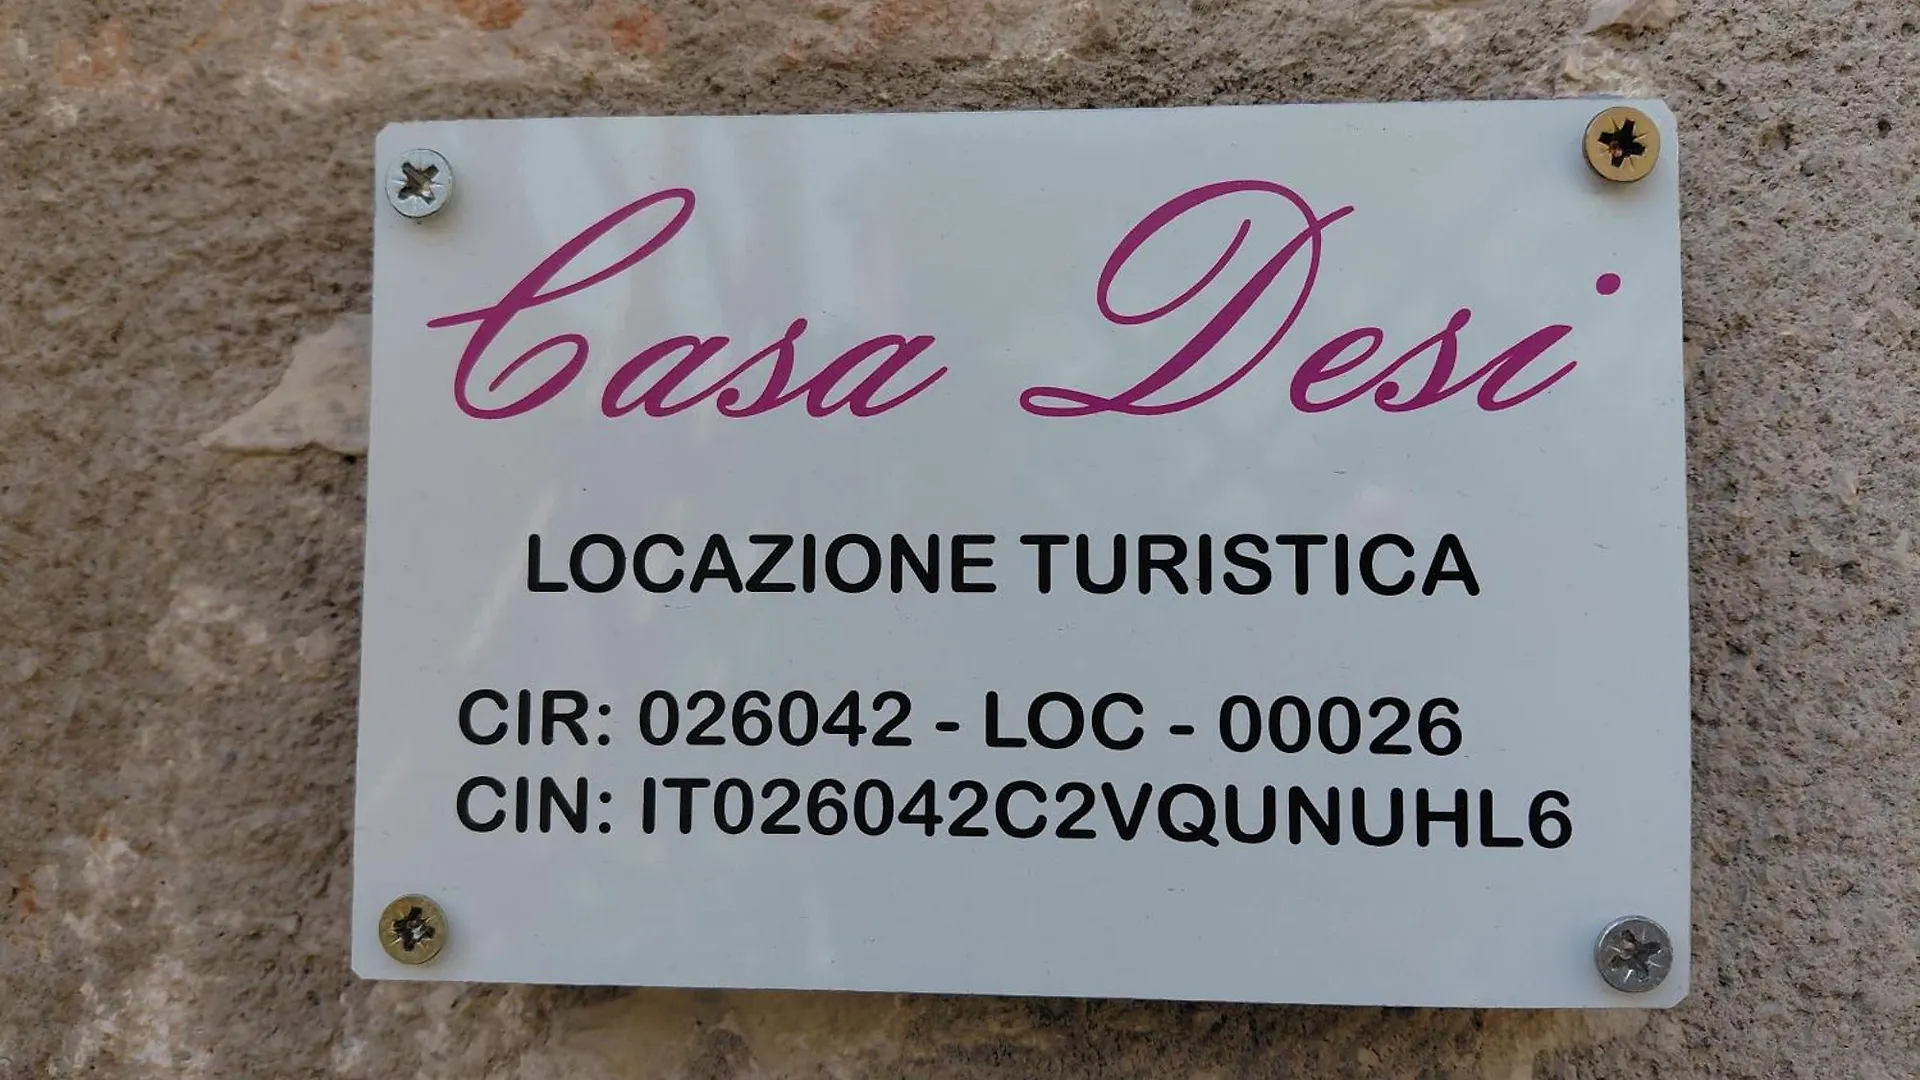 Casa Desi
LOCAZIONE TURISTICA
CIR: 026042 - LOC - 00026
CIN: IT026042C2VQUNUHL6